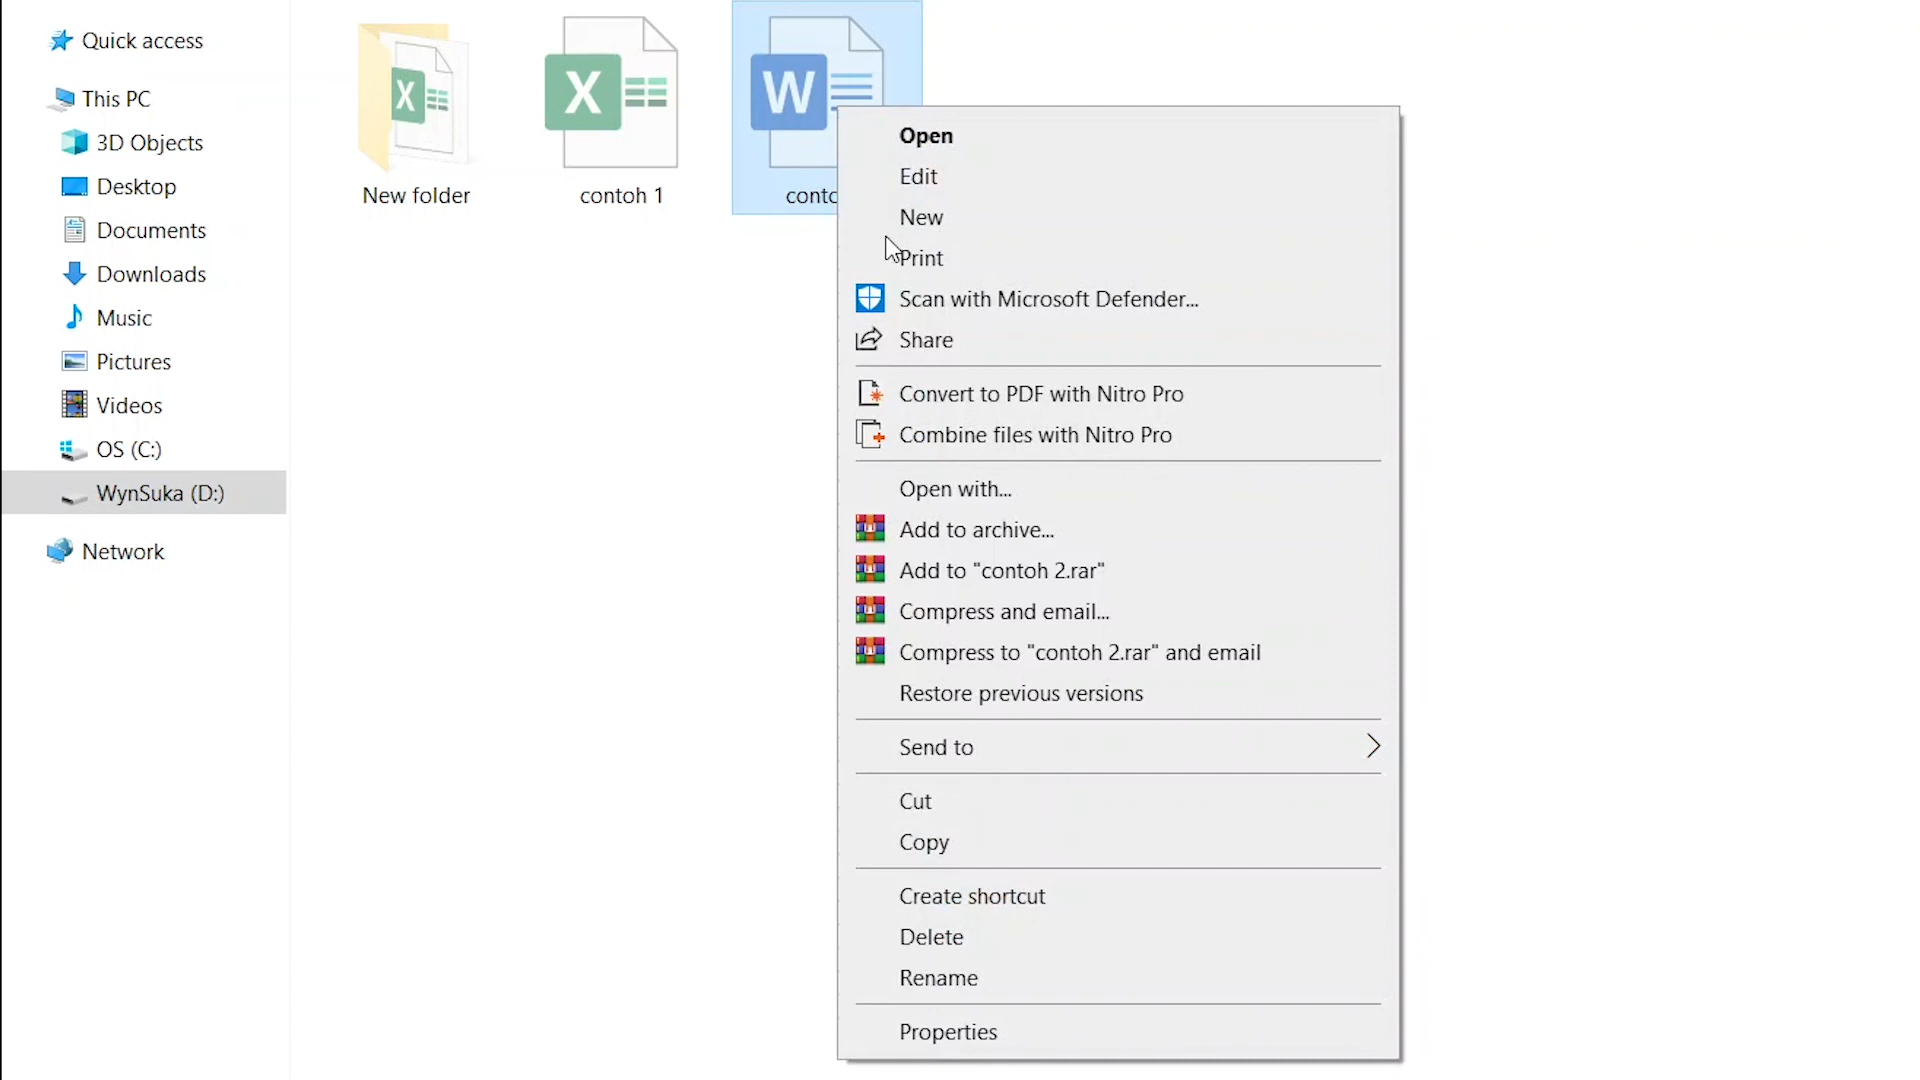 Quick access
This PC
3D Objects
Desktop
Documents
Downloads
Music
Pictures
Videos
OS (C:)
WynSuka (D:)
Network
X
New folder
X
contoh 1
W
Open
Edit
New
Print
Scan with Microsoft Defender...
Share
Convert to PDF with Nitro Pro
Combine files with Nitro Pro
Open with...
Add to archive...
Add to "contoh 2.rar"
Compress and email...
Compress to "contoh 2.rar" and email
Restore previous versions
Send to
Cut
Copy
Create shortcut
Delete
Rename
Properties